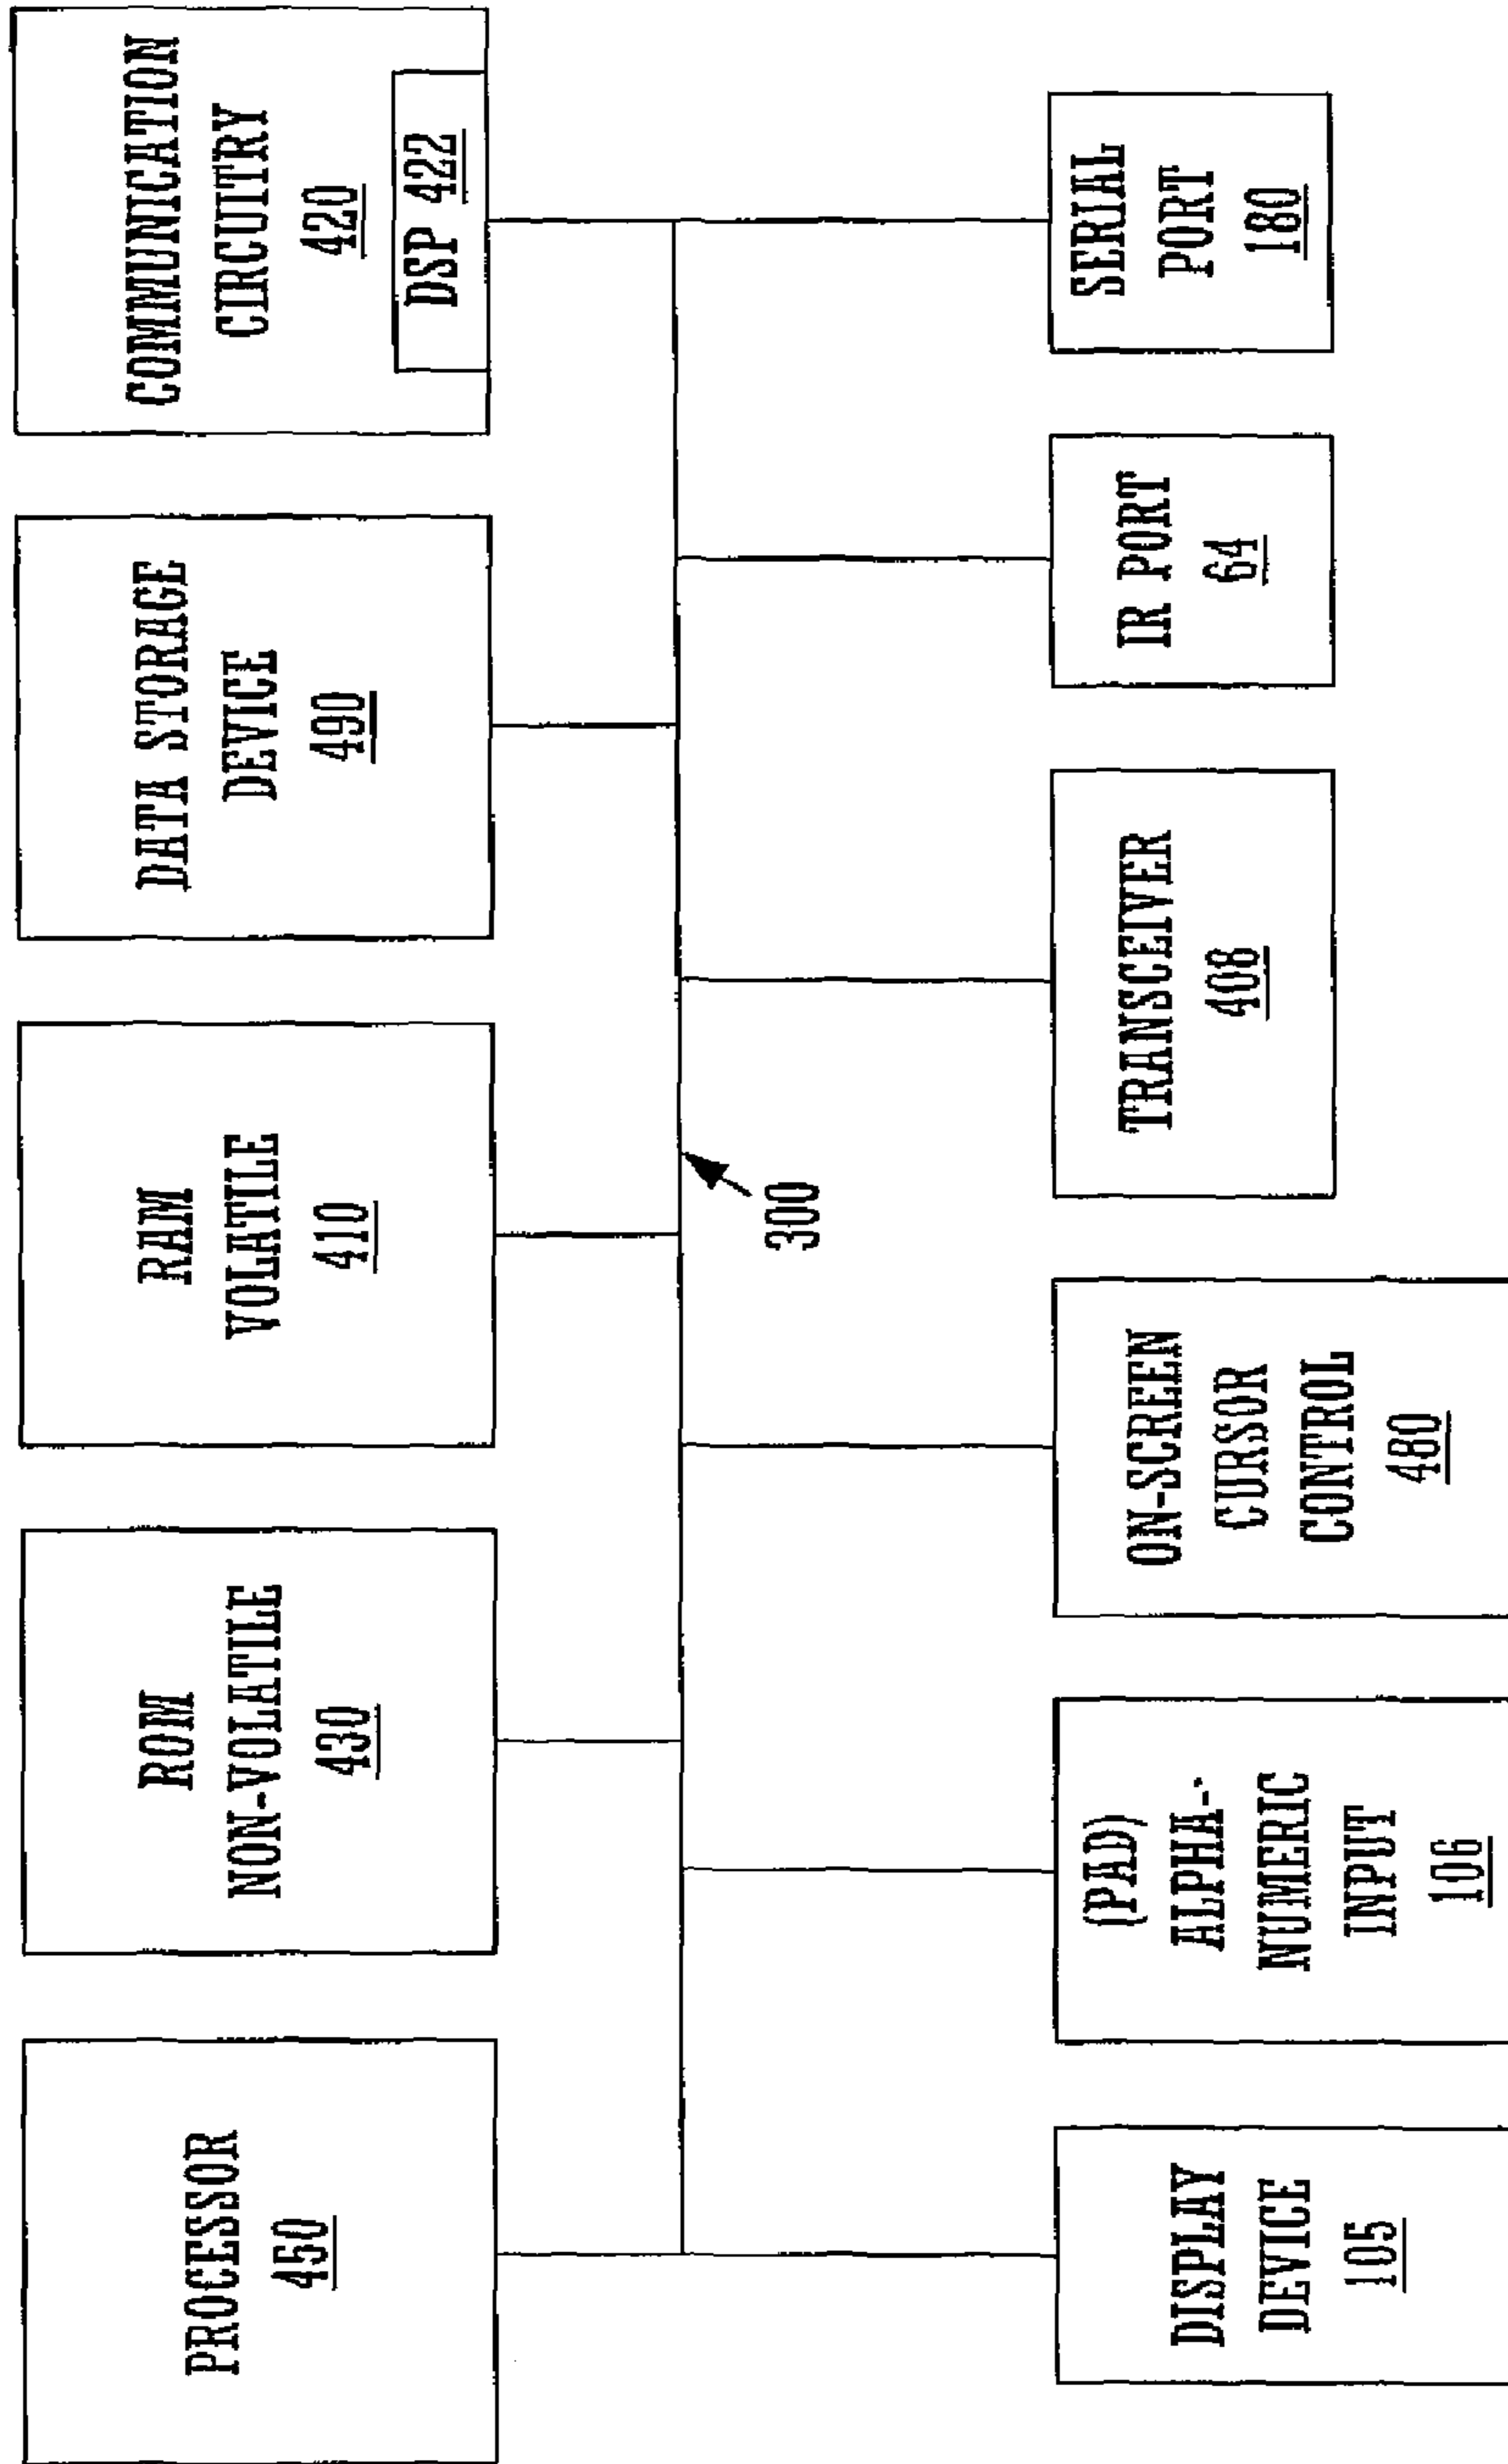 PROCESSOR
450
ROM
NON-VOLATILE
430
RAM
VOLATILE
410
DATA STORAGE
DEVICE
490
COMMUNICATION
CIRCUITRY
420
DSP 422
300
DISPLAY
DEVICE
105
(PAD)
ALPHA-
NUMERIC
INPUT
106
ON-SCREEN
CURSOR
CONTROL
480
TRANSCEIVER
408
IR PORT
64
SERIAL
PORT
180